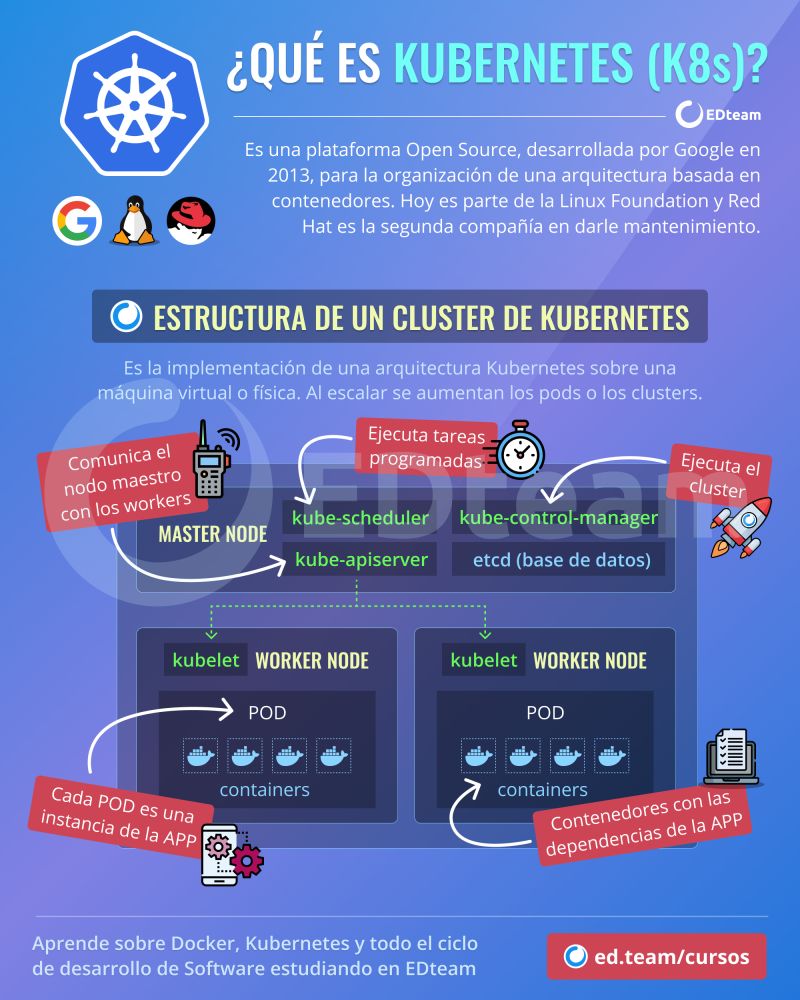 ¿QUÉ ES KUBERNETES (K8s)?
EDteam
Es una plataforma Open Source, desarrollada por Google en
2013, para la organización de una arquitectura basada en
contenedores. Hoy es parte de la Linux Foundation y Red
Hat es la segunda compañía en darle mantenimiento.
ESTRUCTURA DE UN CLUSTER DE KUBERNETES
Es la implementación de una arquitectura Kubernetes sobre una
máquina virtual o física. Al escalar se aumentan los pods o los clusters.
Comunica el
nodo maestro
con los workers
Ejecuta tareas
programadas
Ejecuta el
cluster
EDteam
MASTER NODE
kube-scheduler
kube-control-manager
kube-apiserver
etcd (base de datos)
kubelet
WORKER NODE
POD
containers
kubelet
WORKER NODE
POD
containers
Cada POD es una
instancia de la APP
Contenedores con las
dependencias de la APP
Aprende sobre Docker, Kubernetes y todo el ciclo
de desarrollo de Software estudiando en EDteam
ed.team/cursos